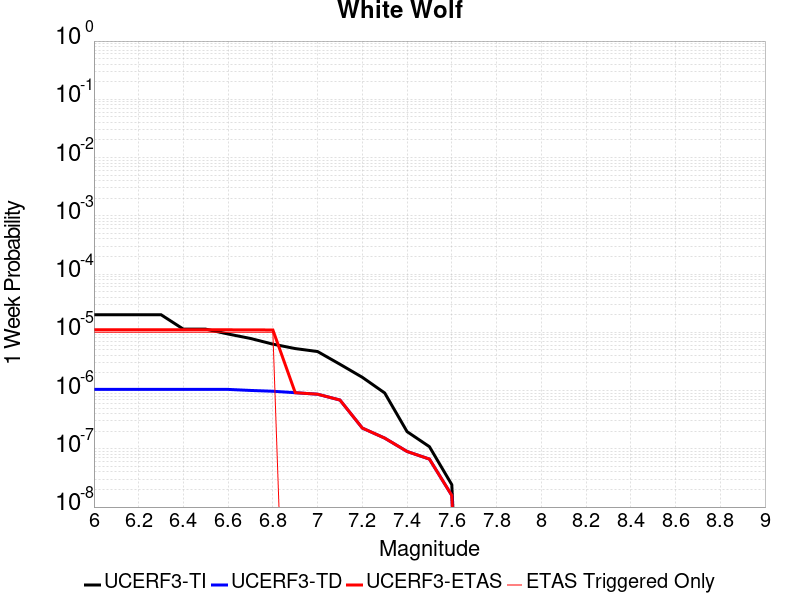 White Wolf
1 Week Probability
10^0
10^-1
10^-2
10^-3
10^-4
10^-5
10^-6
10^-7
10^-8
6 6.2 6.4 6.6 6.8 7 7.2 7.4 7.6 7.8 8 8.2 8.4 8.6 8.8 9
Magnitude
UCERF3-TI UCERF3-TD UCERF3-ETAS ETAS Triggered Only